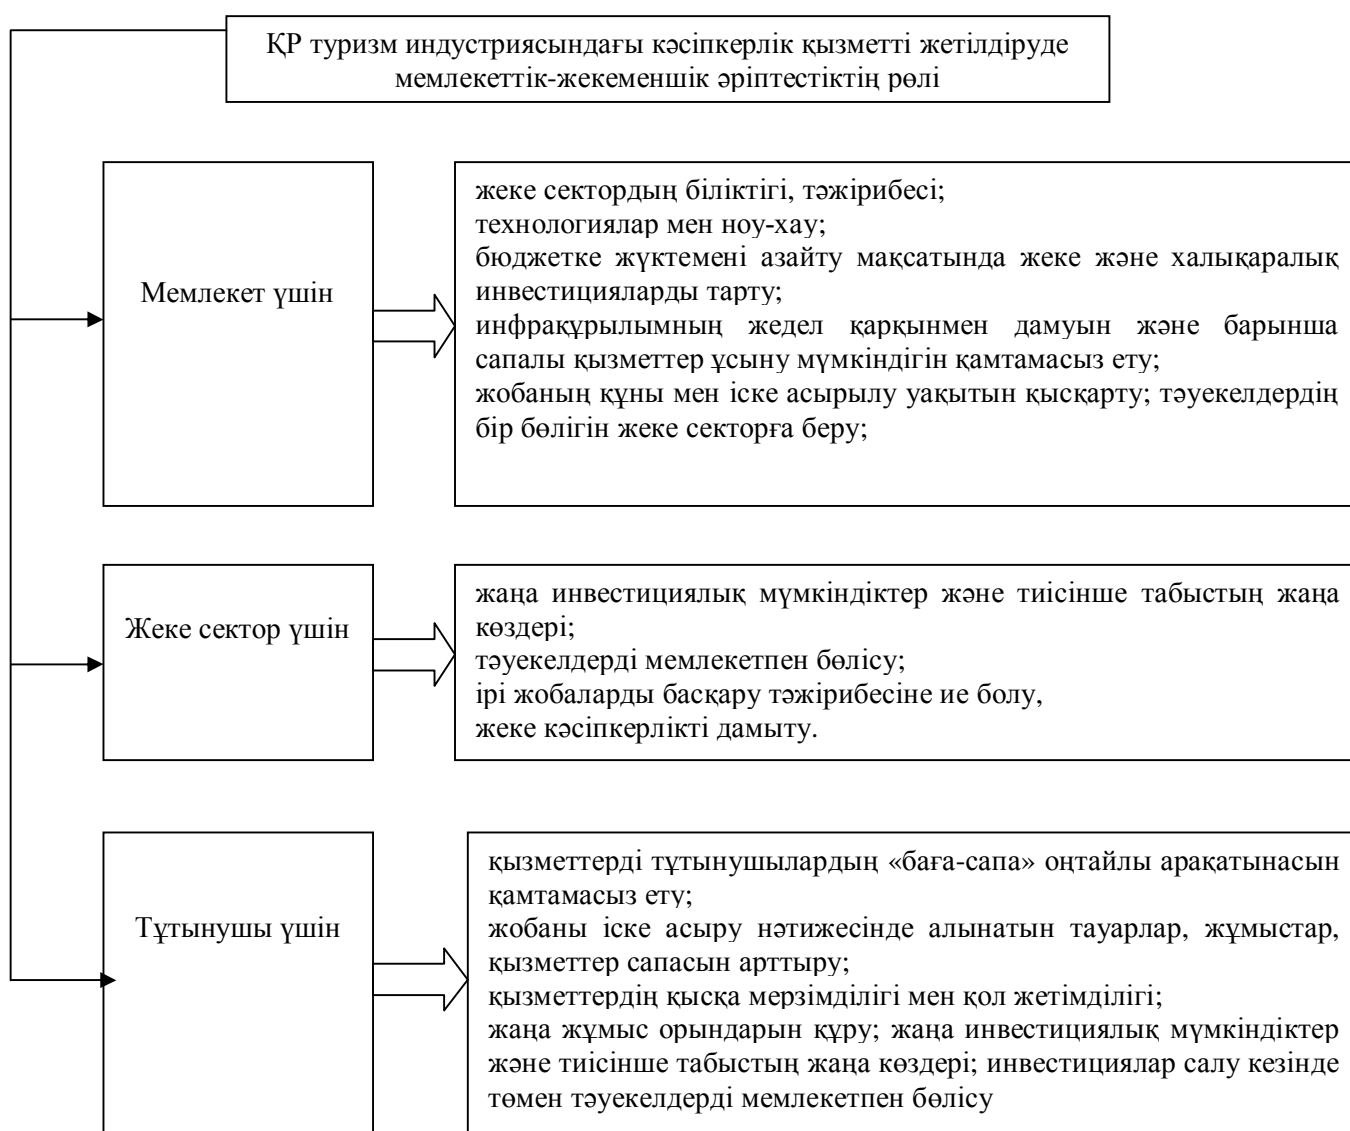 ҚР туризм индустриясындағы кәсіпкерлік қызметті жетілдіруде
мемлекеттік-жекеменшік әріптестіктің рөлі
Мемлекет үшін
жеке сектордың біліктігі, тәжірибесі;
технологиялар мен ноу-хау;
бюджетке жүктемені азайту мақсатында жеке және халықаралық
инвестицияларды тарту;
инфрақұрылымның жедел қарқынмен дамуын және барынша
сапалы қызметтер ұсыну мүмкіндігін қамтамасыз ету;
жобаның құны мен іске асырылу уақытын қысқарту; тәуекелдердің
бір бөлігін жеке секторға беру;
Жеке сектор үшін
жаңа инвестициялық мүмкіндіктер және тиісінше табыстың жаңа
көздері;
тәуекелдерді мемлекетпен бөлісу;
ірі жобаларды басқару тәжірибесіне ие болу,
жеке кәсіпкерлікті дамыту.
Тұтынушы үшін
қызметтерді тұтынушылардың «баға-сапа» оңтайлы арақатынасын
қамтамасыз ету;
жобаны іске асыру нәтижесінде алынатын тауарлар, жұмыстар,
қызметтер сапасын арттыру;
қызметтердің қысқа мерзімділігі мен қол жетімділігі;
жаңа жұмыс орындарын құру; жаңа инвестициялық мүмкіндіктер
және тиісінше табыстың жаңа көздері; инвестициялар салу кезінде
төмен тәуекелдерді мемлекетпен бөлісу